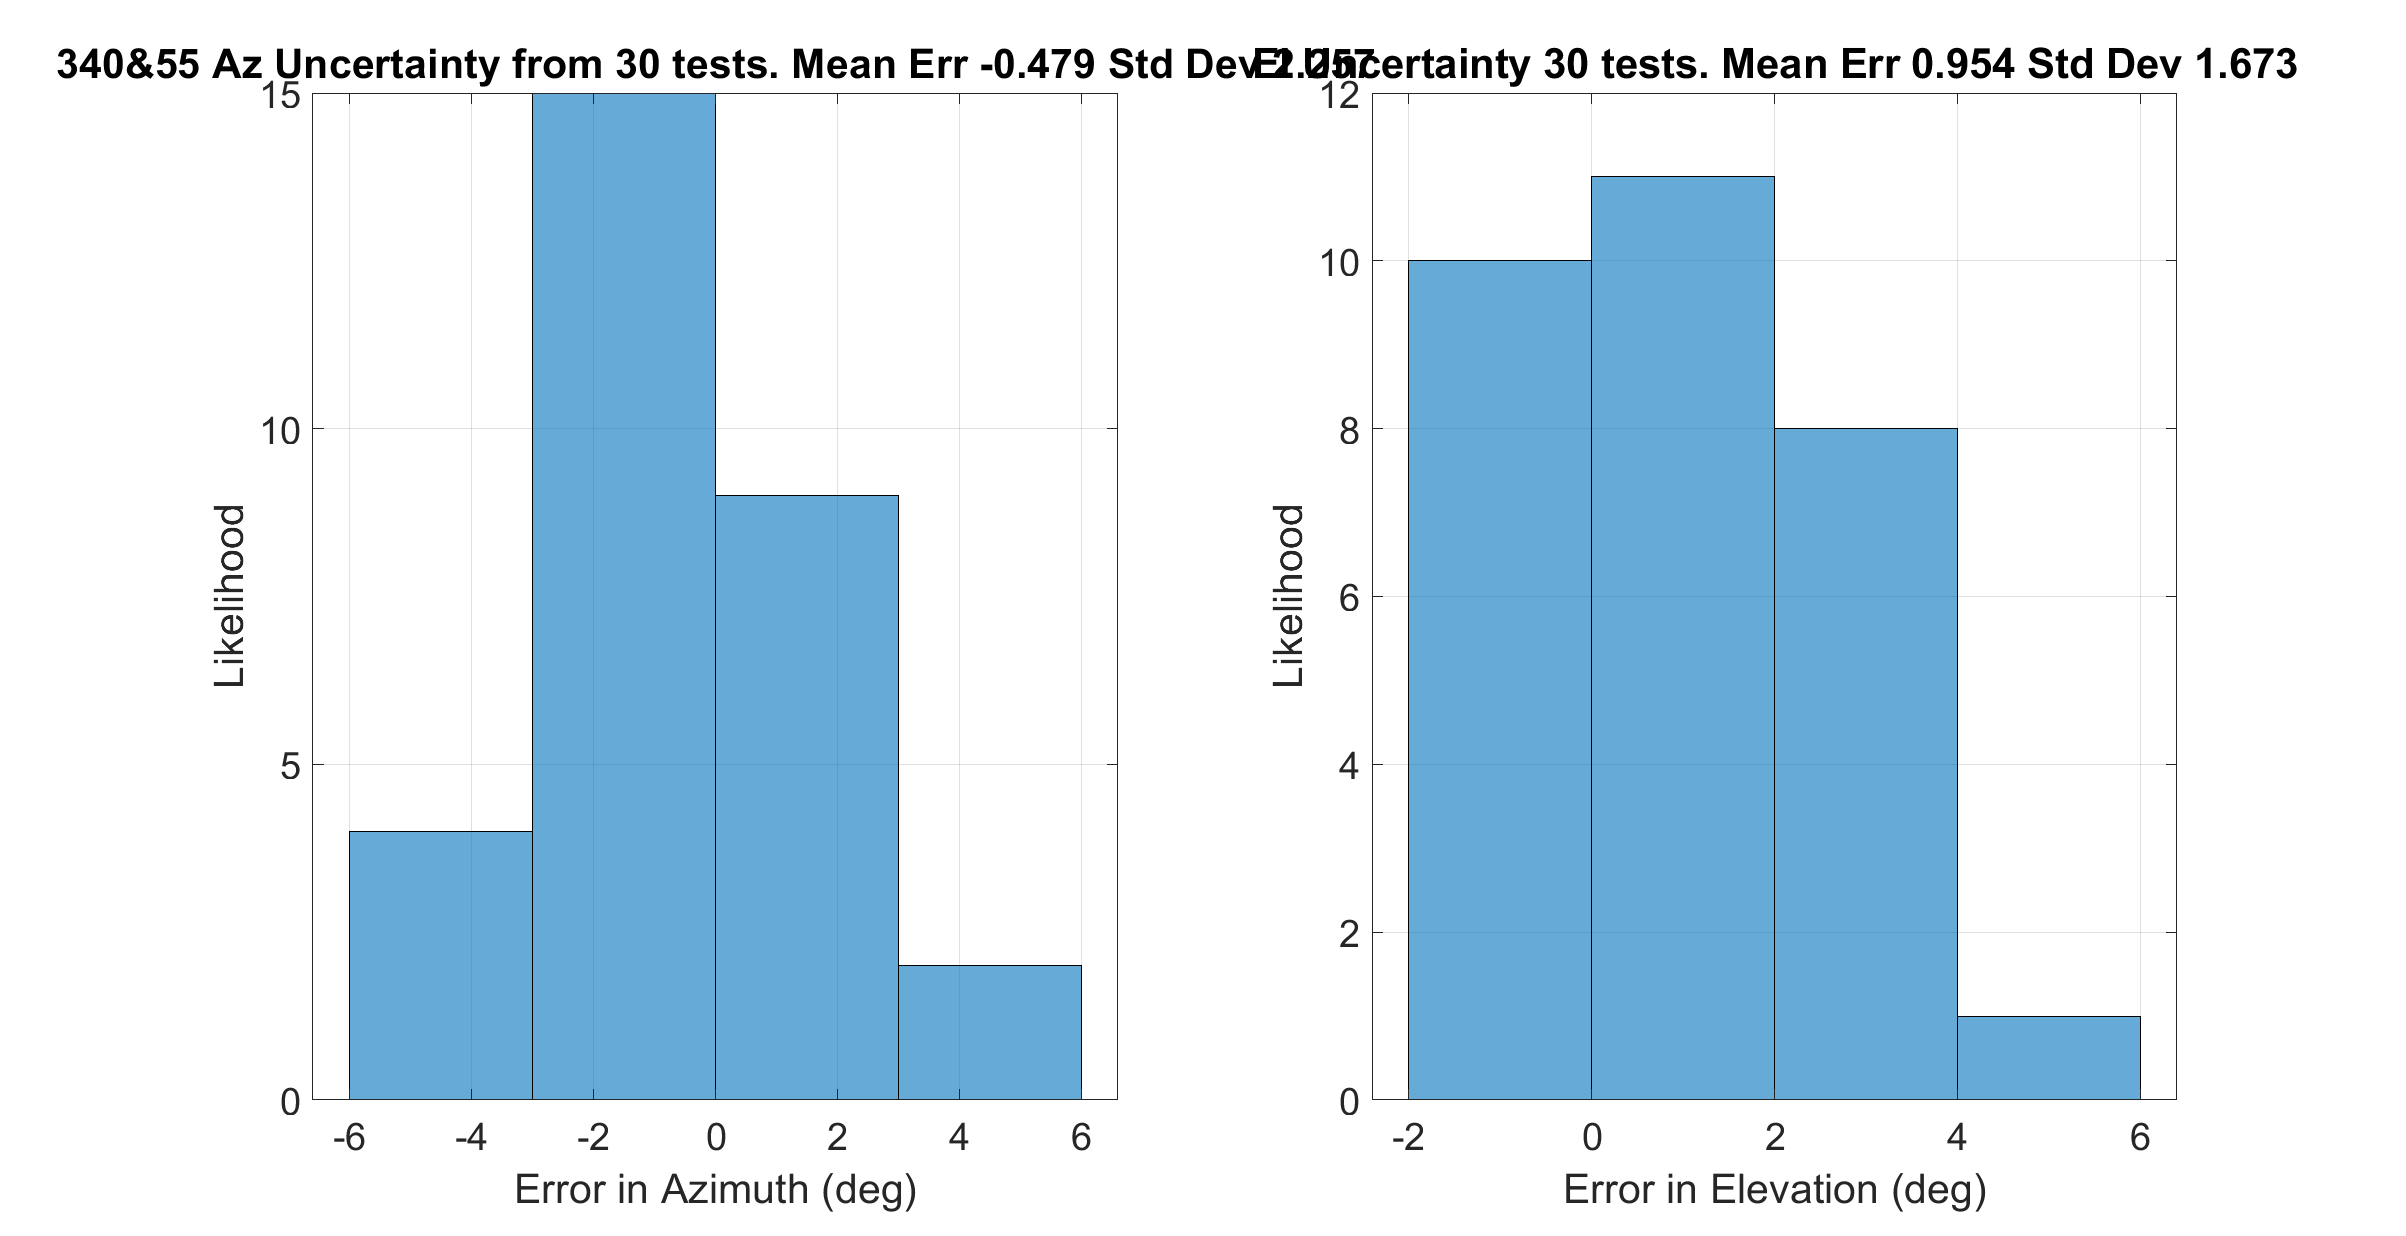 340&55 Az Uncertainty from 30 tests. Mean Err -0.479 Std Dev 2.257
El Uncertainty 30 tests. Mean Err 0.954 Std Dev 1.673
15
10
5
0
Likelihood
-6 -4 -2 0 2 4 6
Error in Azimuth (deg)
12
10
8
6
4
2
0
Likelihood
-2 0 2 4 6
Error in Elevation (deg)